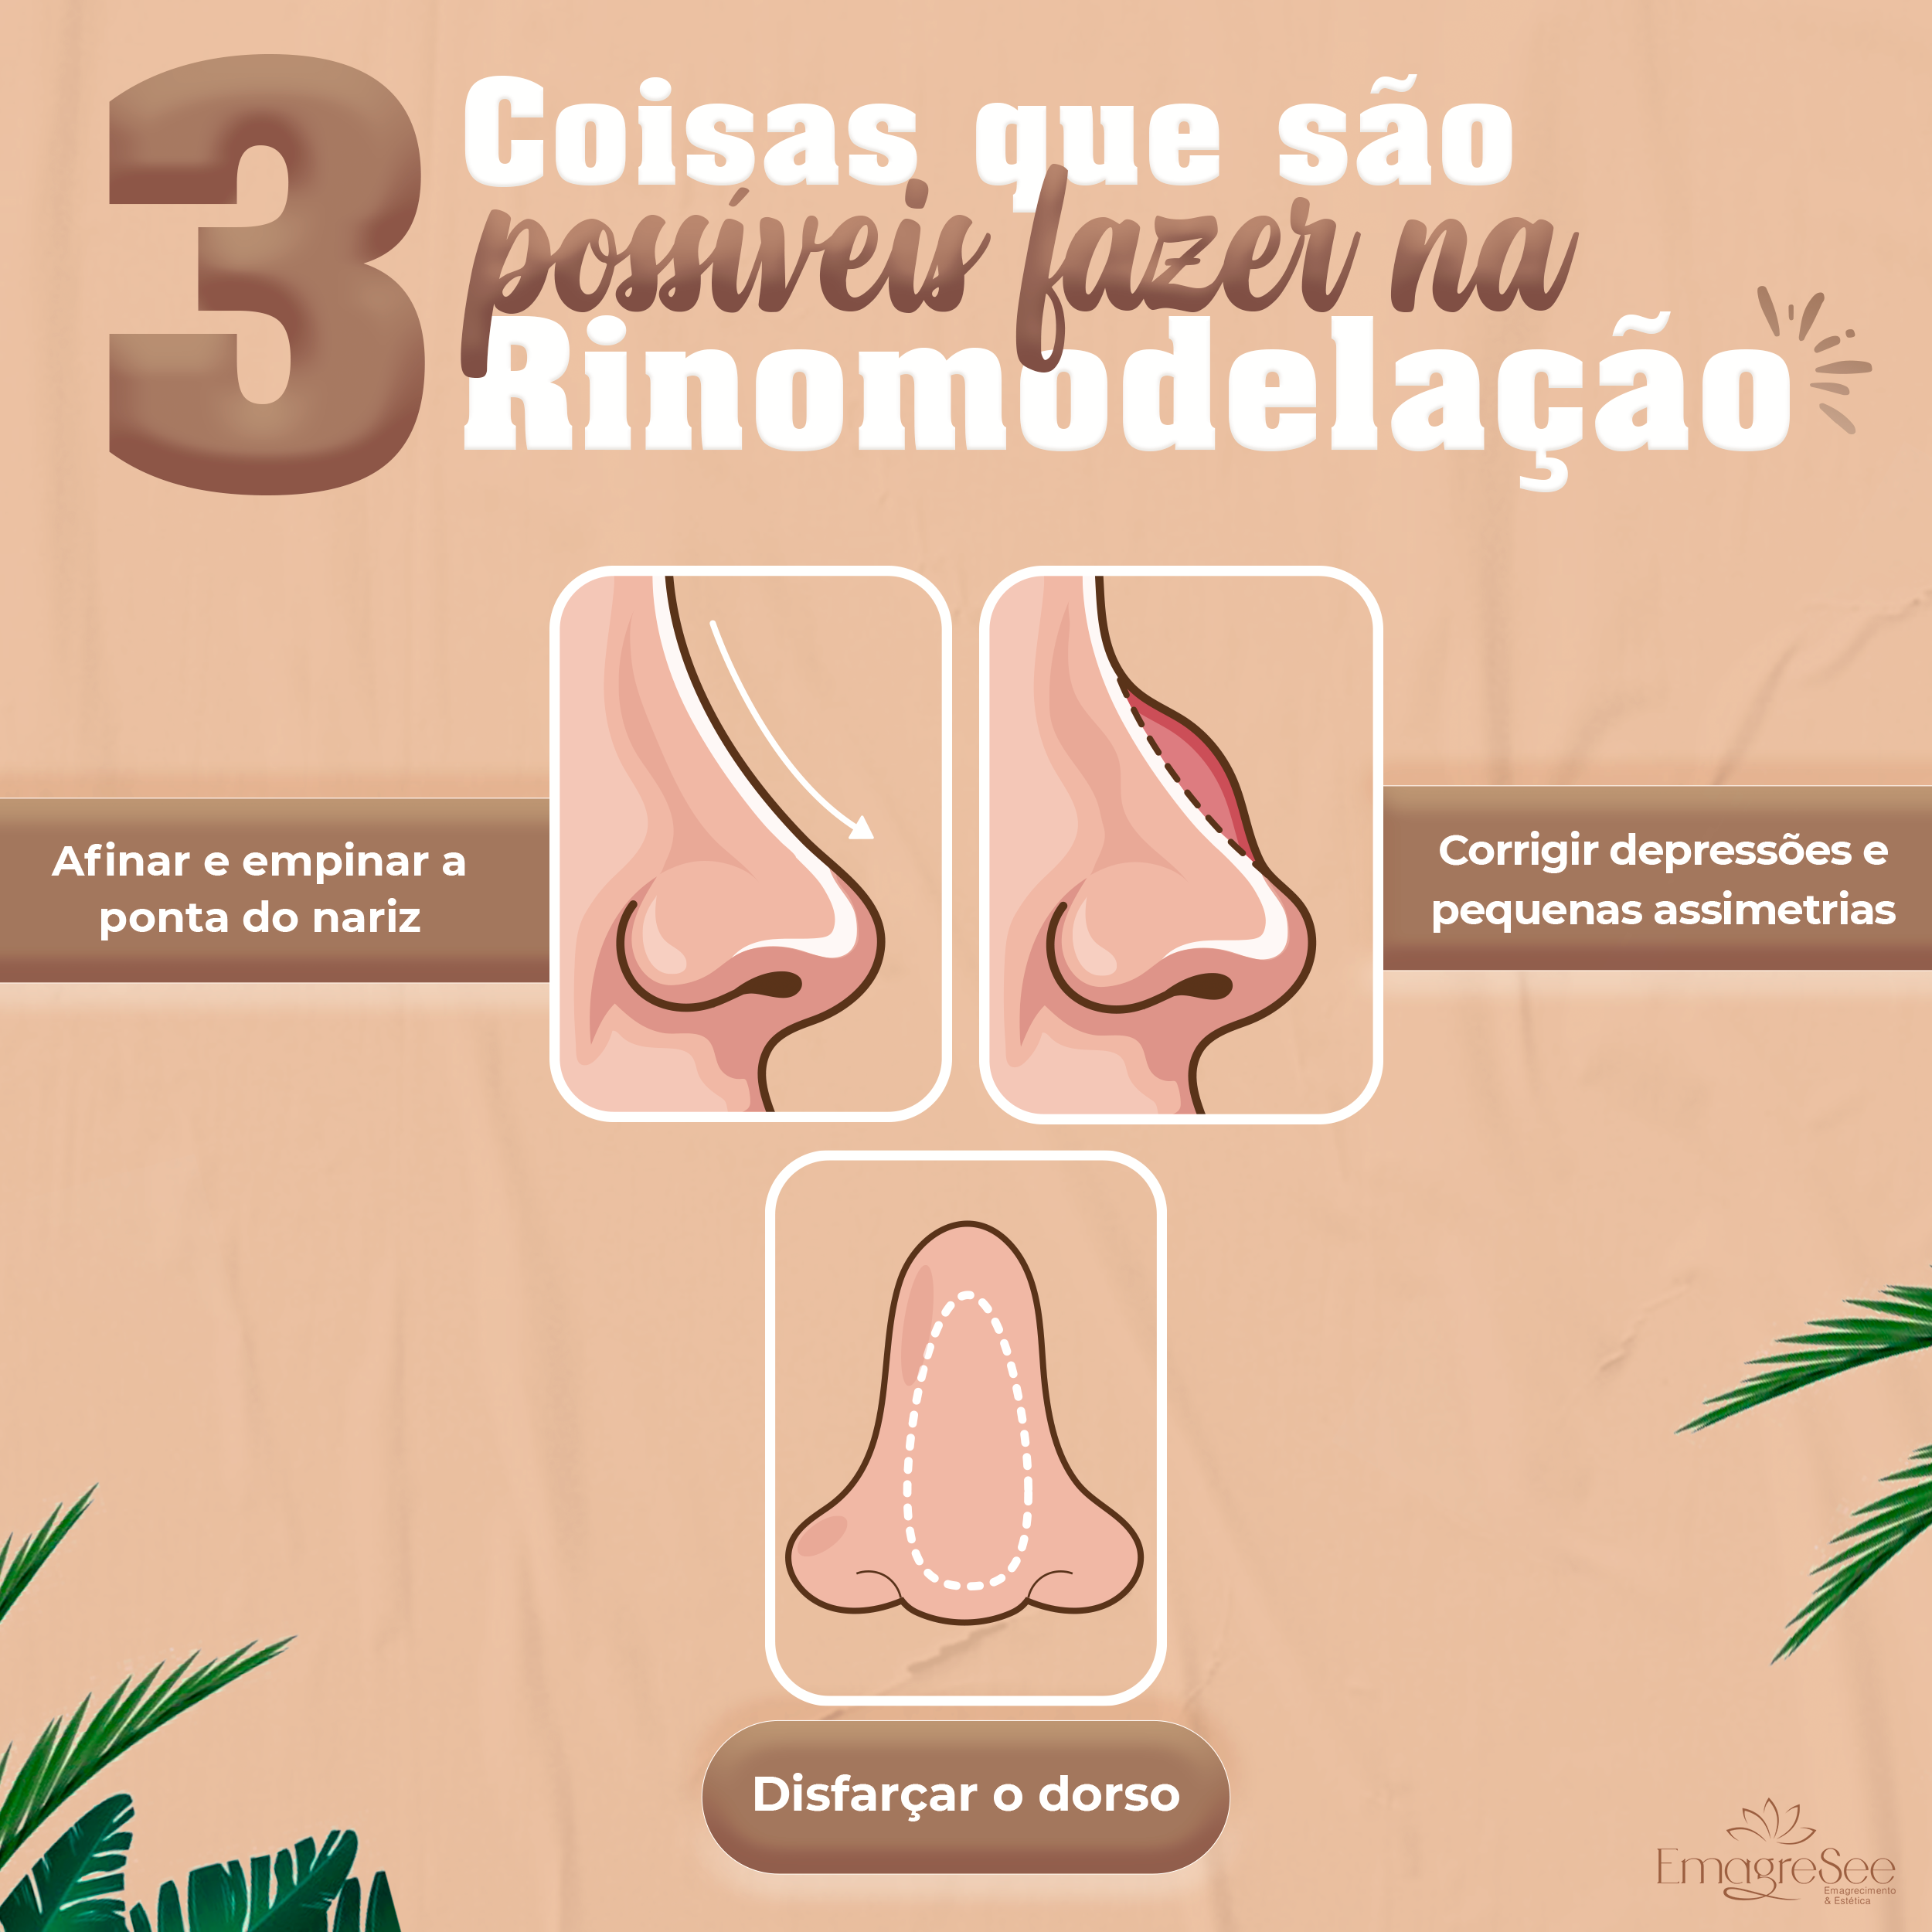 3 Coisas que são
possíveis fazer na
Rinomodelação
Afinar e empinar a
ponta do nariz
Corrigir depressões e
pequenas assimetrias
Disfarçar o dorso
EmagreSee
Emagrecimento
& Estética